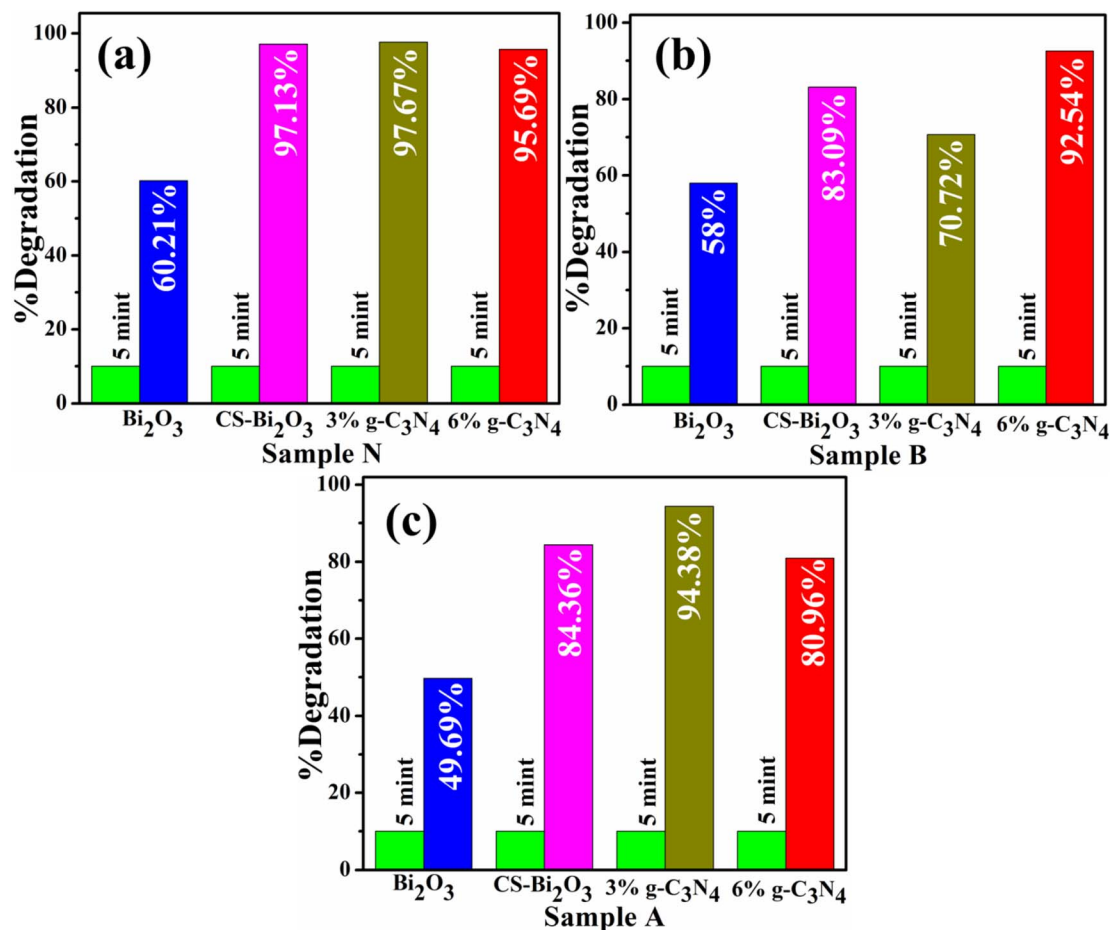 (a)
%Degradation
100
80
60
40
20
0
5 mint
60.21%
5 mint
97.13%
5 mint
97.67%
5 mint
95.69%
Bi₂O₃ CS-Bi₂O₃ 3% g-C₃N₄ 6% g-C₃N₄
Sample N
(b)
%Degradation
100
80
60
40
20
0
5 mint
58%
5 mint
83.09%
5 mint
70.72%
5 mint
92.54%
Bi₂O₃ CS-Bi₂O₃ 3% g-C₃N₄ 6% g-C₃N₄
Sample B
(c)
%Degradation
100
80
60
40
20
0
5 mint
49.69%
5 mint
84.36%
5 mint
94.38%
5 mint
80.96%
Bi₂O₃ CS-Bi₂O₃ 3% g-C₃N₄ 6% g-C₃N₄
Sample A